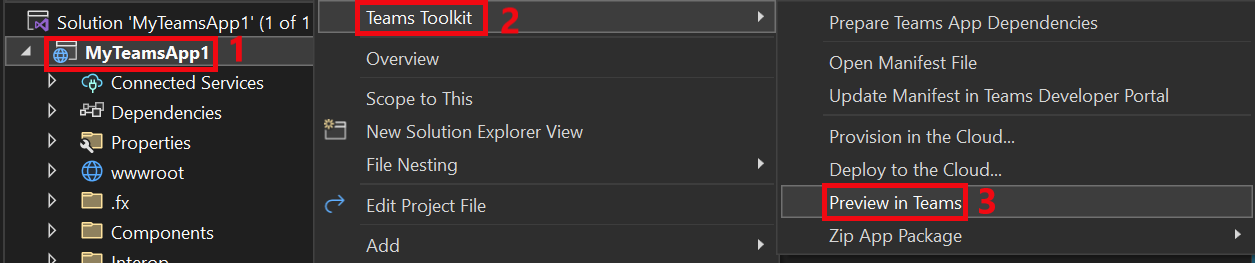 Solution 'MyTeamsApp1' (1 of 1
MyTeamsApp1
1
Connected Services
Dependencies
Properties
wwwroot
.fx
Components
Interop
Teams Toolkit
2
Overview
Scope to This
New Solution Explorer View
File Nesting
Edit Project File
Add
Prepare Teams App Dependencies
Open Manifest File
Update Manifest in Teams Developer Portal
Provision in the Cloud...
Deploy to the Cloud...
Preview in Teams
3
Zip App Package